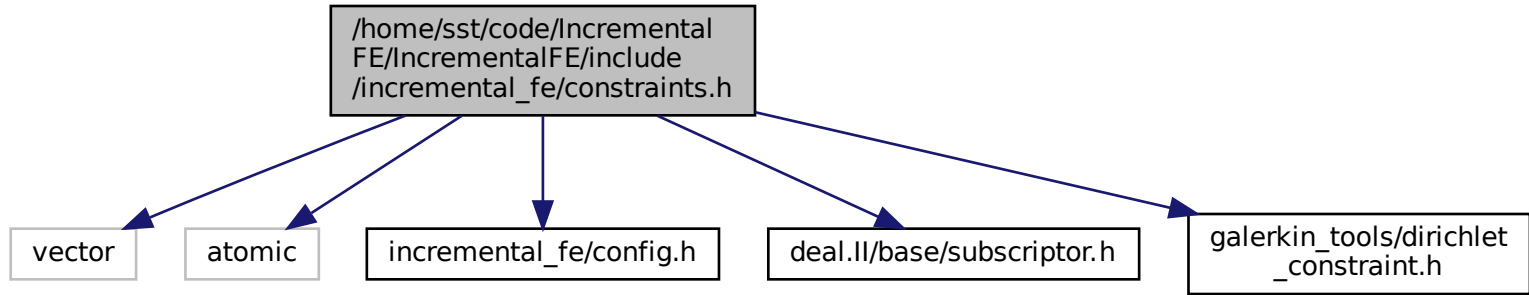 /home/sst/code/Incremental
FE/IncrementalFE/include
/incremental_fe/constraints.h
vector
atomic
incremental_fe/config.h
deal.II/base/subscriptor.h
galerkin_tools/dirichlet
_constraint.h